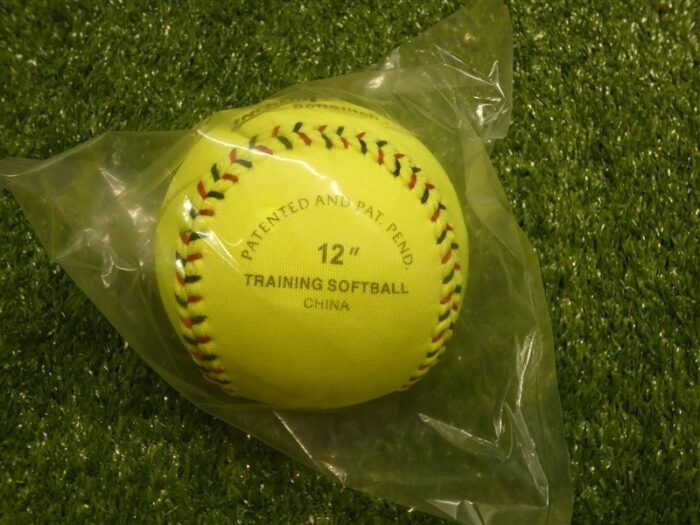 PATENTED AND PAT. PEND.
12"
TRAINING SOFTBALL
CHINA